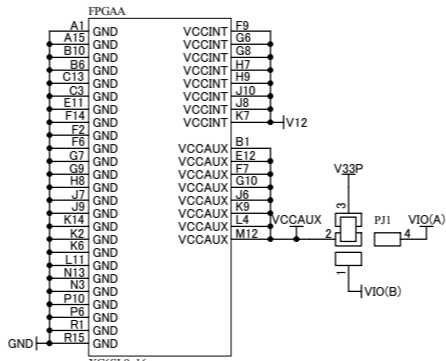 FPGAA
A1 GND VCCINT F9
A15 GND VCCINT G6
B10 GND VCCINT G8
B6 GND VCCINT H7
C13 GND VCCINT H9
C3 GND VCCINT J10
E11 GND VCCINT J8
F14 GND VCCINT K7
V12
F2 GND
F6 GND VCCAUX B1
G7 GND VCCAUX E12
G9 GND VCCAUX F7
H8 GND VCCAUX G10
J7 GND VCCAUX J6
J9 GND VCCAUX K9
K14 GND VCCAUX L4
K2 GND VCCAUX M12
K6 GND
L11 GND
N13 GND
N3 GND
P10 GND
P6 GND
R1 GND
R15 GND
GND
VCCAUX
V33P
3
2
PJ1
4
VIO(A)
1
VIO(B)